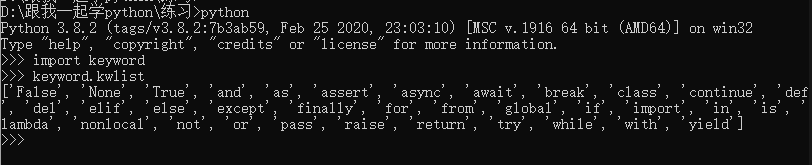 D:\跟我一起学python\练习>python
Python 3.8.2 (tags/v3.8.2:7b3ab59, Feb 25 2020, 23:03:10) [MSC v.1916 64 bit (AMD64)] on win32
Type "help", "copyright", "credits" or "license" for more information.
>>> import keyword
>>> keyword.kwlist
['False', 'None', 'True', 'and', 'as', 'assert', 'async', 'await', 'break', 'class', 'continue', 'def
', 'del', 'elif', 'else', 'except', 'finally', 'for', 'from', 'global', 'if', 'import', 'in', 'is', '
lambda', 'nonlocal', 'not', 'or', 'pass', 'raise', 'return', 'try', 'while', 'with', 'yield']
>>>